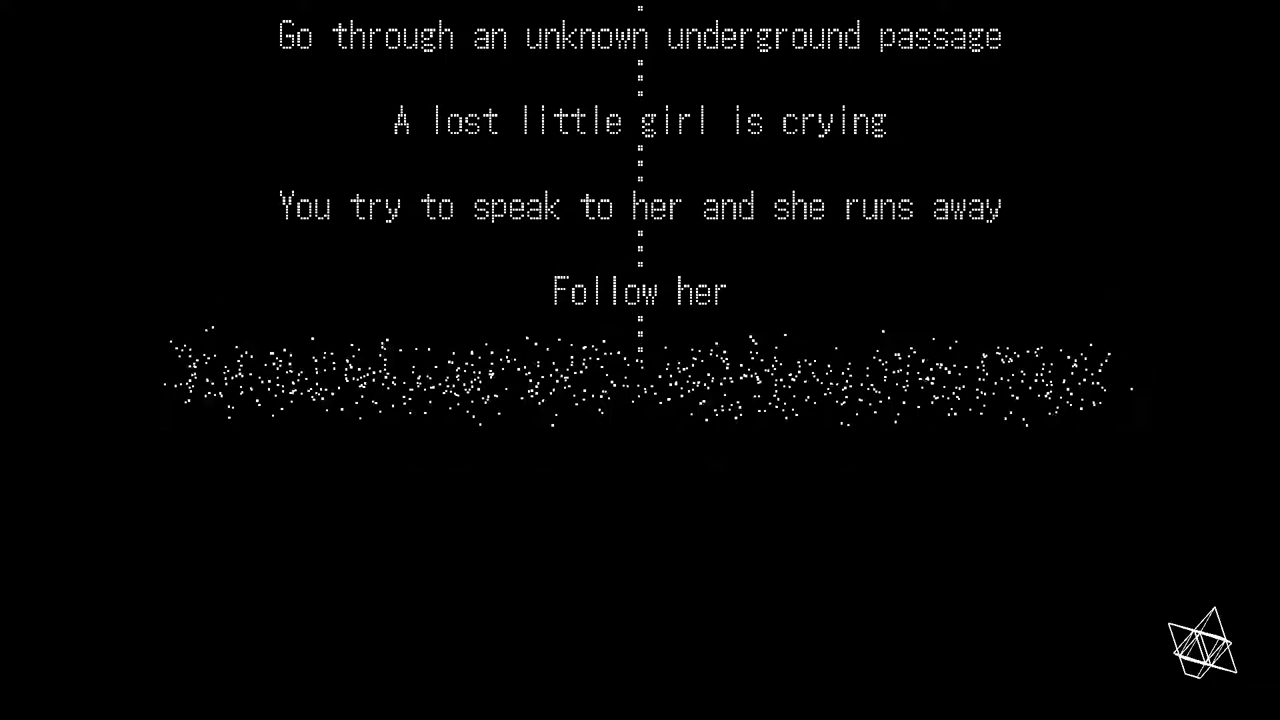 Go through an unknown underground passage
A lost little girl is crying
You try to speak to her and she runs away
Follow her